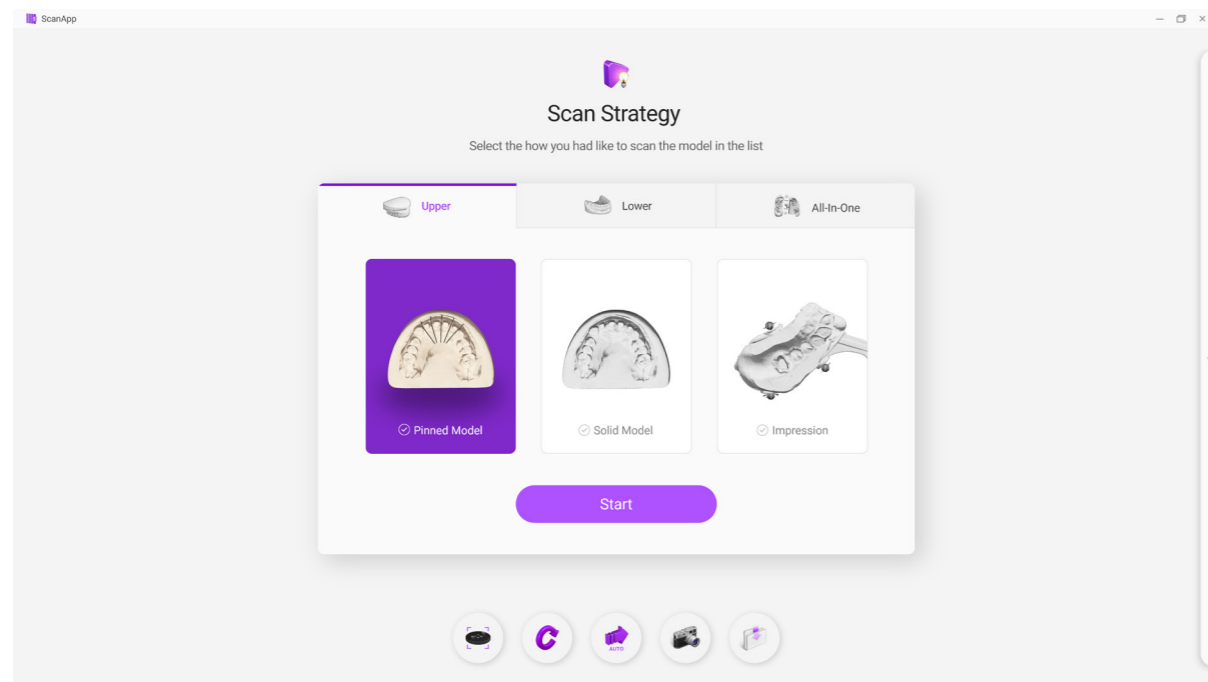 ScanApp
Scan Strategy
Select the how you had like to scan the model in the list
Upper
Lower
All-In-One
Pinned Model
Solid Model
Impression
Start
AUTO